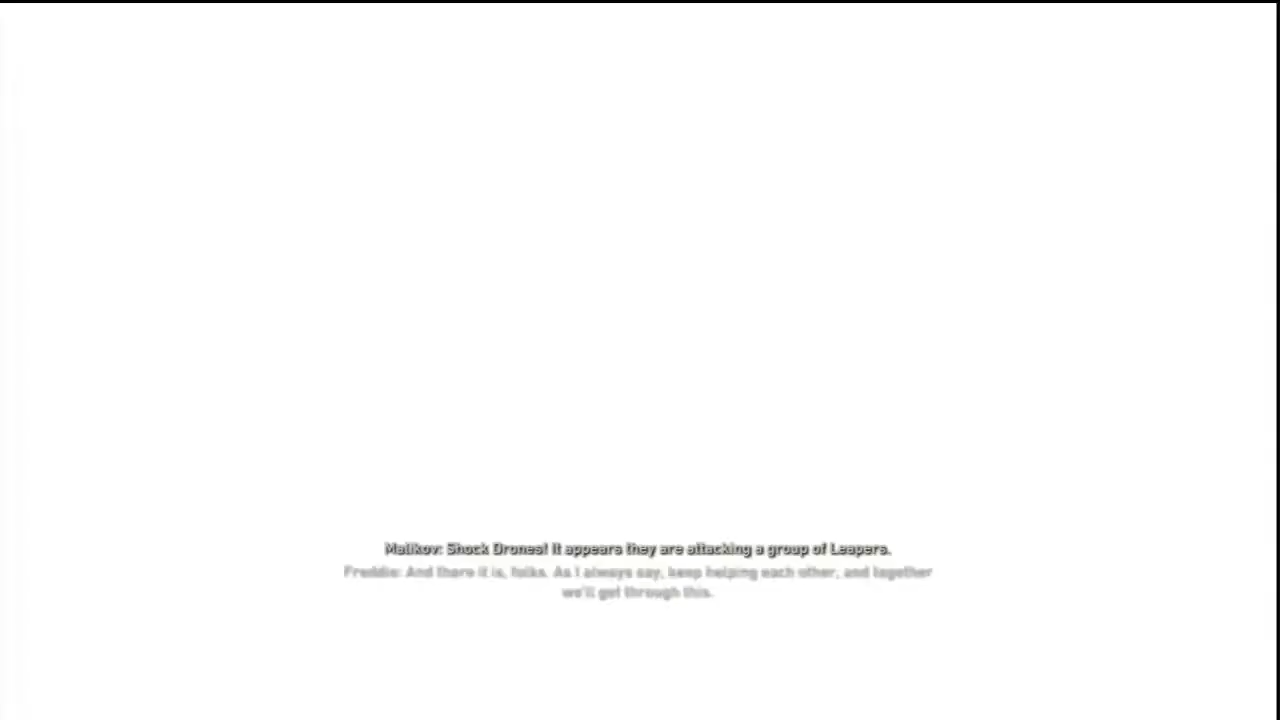 Malikov: Shock Drones! It appears they are attacking a group of Leapers.
Freddie: And there it is, folks. As I always say, keep helping each other, and together
we'll get through this.